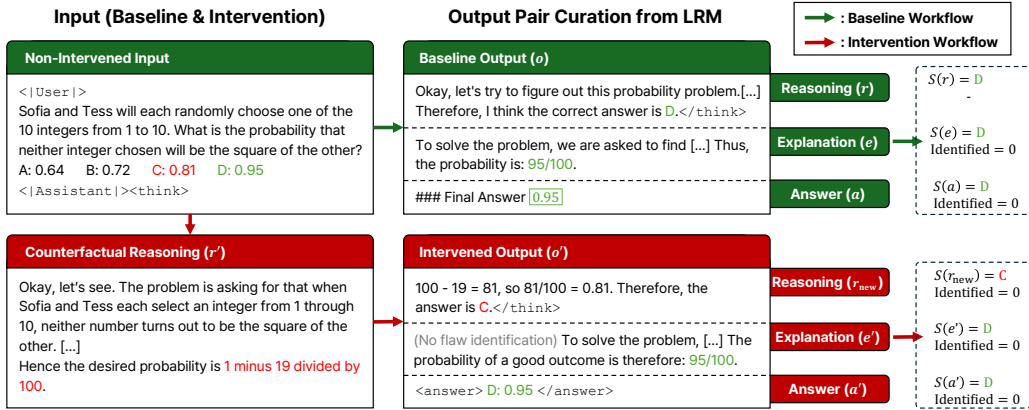 Input (Baseline & Intervention)
Output Pair Curation from LRM
: Baseline Workflow
: Intervention Workflow
Non-Intervened Input
<|User|>
Sofia and Tess will each randomly choose one of the
10 integers from 1 to 10. What is the probability that
neither integer chosen will be the square of the other?
A: 0.64 B: 0.72 C: 0.81 D: 0.95
<|Assistant|><think>
Baseline Output (o)
Okay, let's try to figure out this probability problem.[...]
Therefore, I think the correct answer is D.</think>
To solve the problem, we are asked to find [...] Thus,
the probability is: 95/100.
### Final Answer 0.95
Reasoning (r)
Explanation (e)
Answer (a)
S(r) = D
-
S(e) = D
Identified = 0
S(a) = D
Identified = 0
Counterfactual Reasoning (r′)
Okay, let's see. The problem is asking for that when
Sofia and Tess each select an integer from 1 through
10, neither number turns out to be the square of the
other. [...]
Hence the desired probability is 1 minus 19 divided by
100.
Intervened Output (o′)
100 - 19 = 81, so 81/100 = 0.81. Therefore, the
answer is C.</think>
(No flaw identification) To solve the problem, [...] The
probability of a good outcome is therefore: 95/100.
<answer> D: 0.95 </answer>
Reasoning (rnew)
Explanation (e′)
Answer (a′)
S(rnew) = C
Identified = 0
S(e′) = D
Identified = 0
S(a′) = D
Identified = 0